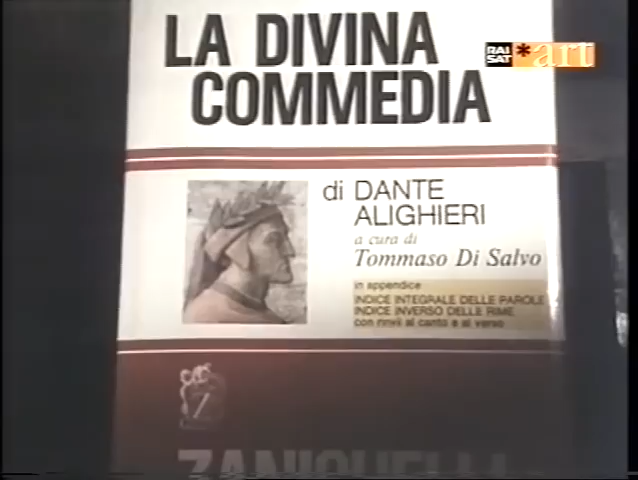 LA DIVINA
COMMEDIA
RAI
SAT
*art
di DANTE
ALIGHIERI
a cura di
Tommaso Di Salvo
in appendice
INDICE INTEGRALE DELLE PAROLE
INDICE INVERSO DELLE RIME
con rinvii al canto e al verso
ZANICHELLI